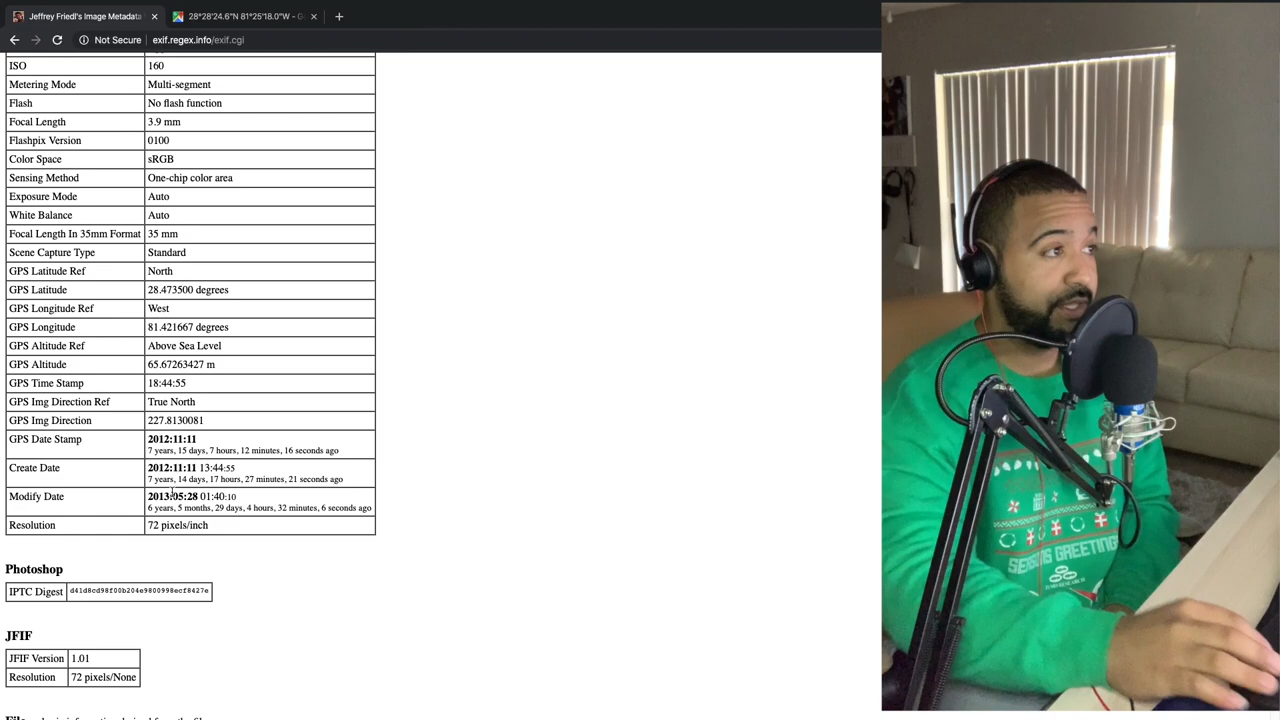 Jeffrey Friedl's Image Metadata
28°28'24.6"N 81°25'18.0"W - G
Not Secure
exif.regex.info/exif.cgi
ISO 160
Metering Mode Multi-segment
Flash No flash function
Focal Length 3.9 mm
Flashpix Version 0100
Color Space sRGB
Sensing Method One-chip color area
Exposure Mode Auto
White Balance Auto
Focal Length In 35mm Format 35 mm
Scene Capture Type Standard
GPS Latitude Ref North
GPS Latitude 28.473500 degrees
GPS Longitude Ref West
GPS Longitude 81.421667 degrees
GPS Altitude Ref Above Sea Level
GPS Altitude 65.67263427 m
GPS Time Stamp 18:44:55
GPS Img Direction Ref True North
GPS Img Direction 227.8130081
GPS Date Stamp 2012:11:11
7 years, 15 days, 7 hours, 12 minutes, 16 seconds ago
Create Date 2012:11:11 13:44:55
7 years, 14 days, 17 hours, 27 minutes, 21 seconds ago
Modify Date 2013:05:28 01:40:10
6 years, 5 months, 29 days, 4 hours, 32 minutes, 6 seconds ago
Resolution 72 pixels/inch
Photoshop
IPTC Digest d41d8cd98f00b204e9800998ecf8427e
JFIF
JFIF Version 1.01
Resolution 72 pixels/None
SEASONS GREETINGS